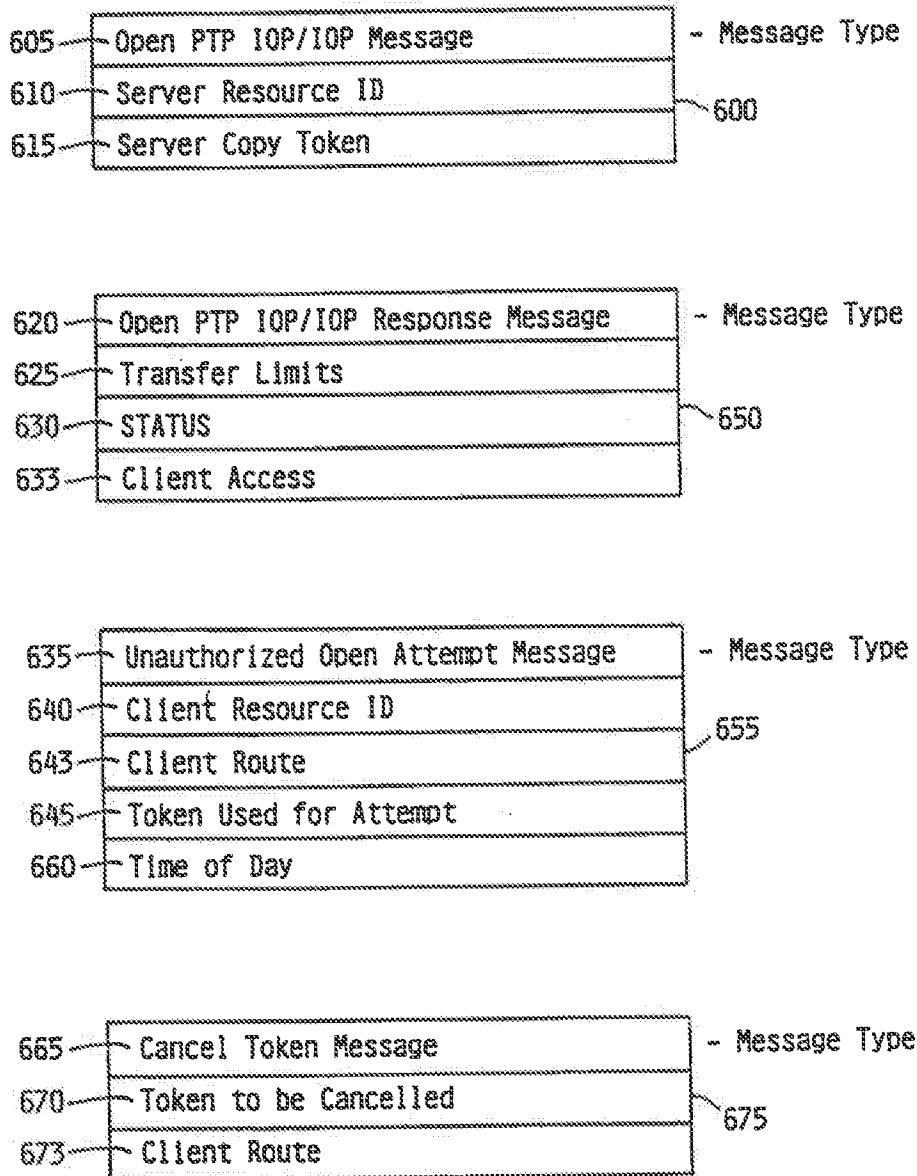 605 Open PTP IOP/IOP Message - Message Type
610 Server Resource ID
600
615 Server Copy Token
620 Open PTP IOP/IOP Response Message - Message Type
625 Transfer Limits
630 STATUS
650
633 Client Access
635 Unauthorized Open Attempt Message - Message Type
640 Client Resource ID
655
643 Client Route
645 Token Used for Attempt
660 Time of Day
665 Cancel Token Message - Message Type
670 Token to be Cancelled
675
673 Client Route